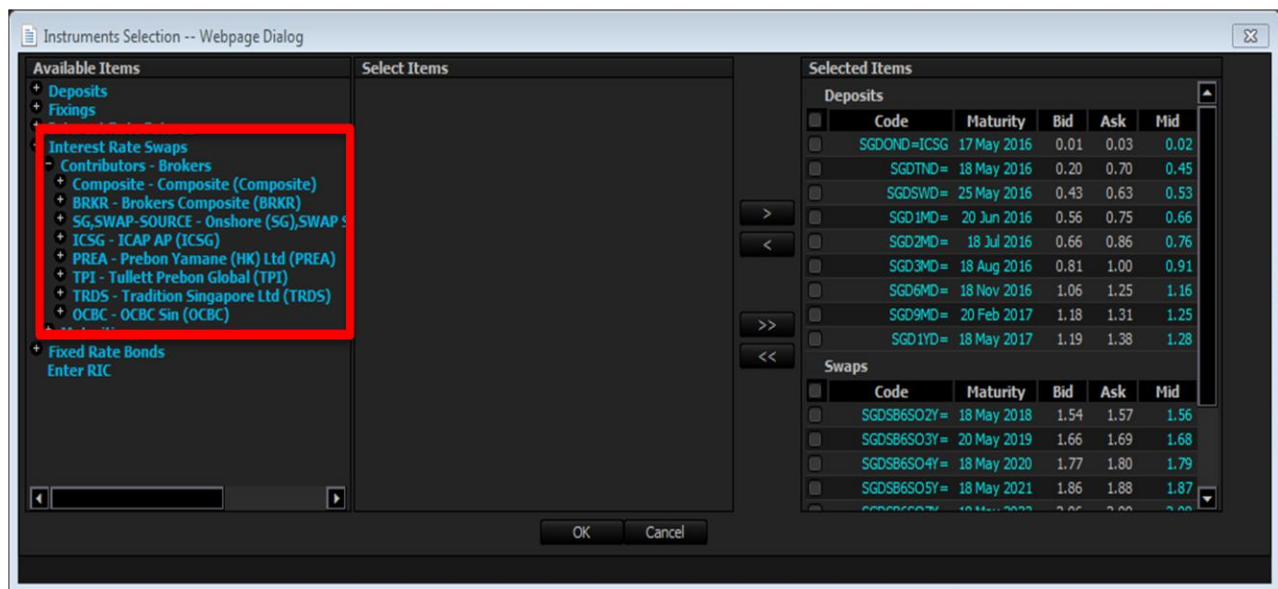 Instruments Selection -- Webpage Dialog
Available Items
Deposits
Fixings
Interest Rate Swaps
Contributors - Brokers
Composite - Composite (Composite)
BRKR - Brokers Composite (BRKR)
SG,SWAP-SOURCE - Onshore (SG),SWAP S
ICSG - ICAP AP (ICSG)
PREA - Prebon Yamane (HK) Ltd (PREA)
TPI - Tullett Prebon Global (TPI)
TRDS - Tradition Singapore Ltd (TRDS)
OCBC - OCBC Sin (OCBC)
Fixed Rate Bonds
Enter RIC
Select Items
>
<
>>
<<
Selected Items
Deposits
Code Maturity Bid Ask Mid
SGDOND=ICSG 17 May 2016 0.01 0.03 0.02
SGDTND= 18 May 2016 0.20 0.70 0.45
SGDSWD= 25 May 2016 0.43 0.63 0.53
SGD1MD= 20 Jun 2016 0.56 0.75 0.66
SGD2MD= 18 Jul 2016 0.66 0.86 0.76
SGD3MD= 18 Aug 2016 0.81 1.00 0.91
SGD6MD= 18 Nov 2016 1.06 1.25 1.16
SGD9MD= 20 Feb 2017 1.18 1.31 1.25
SGD1YD= 18 May 2017 1.19 1.38 1.28
Swaps
Code Maturity Bid Ask Mid
SGDSB6SO2Y= 18 May 2018 1.54 1.57 1.56
SGDSB6SO3Y= 20 May 2019 1.66 1.69 1.68
SGDSB6SO4Y= 18 May 2020 1.77 1.80 1.79
SGDSB6SO5Y= 18 May 2021 1.86 1.88 1.87
OK Cancel